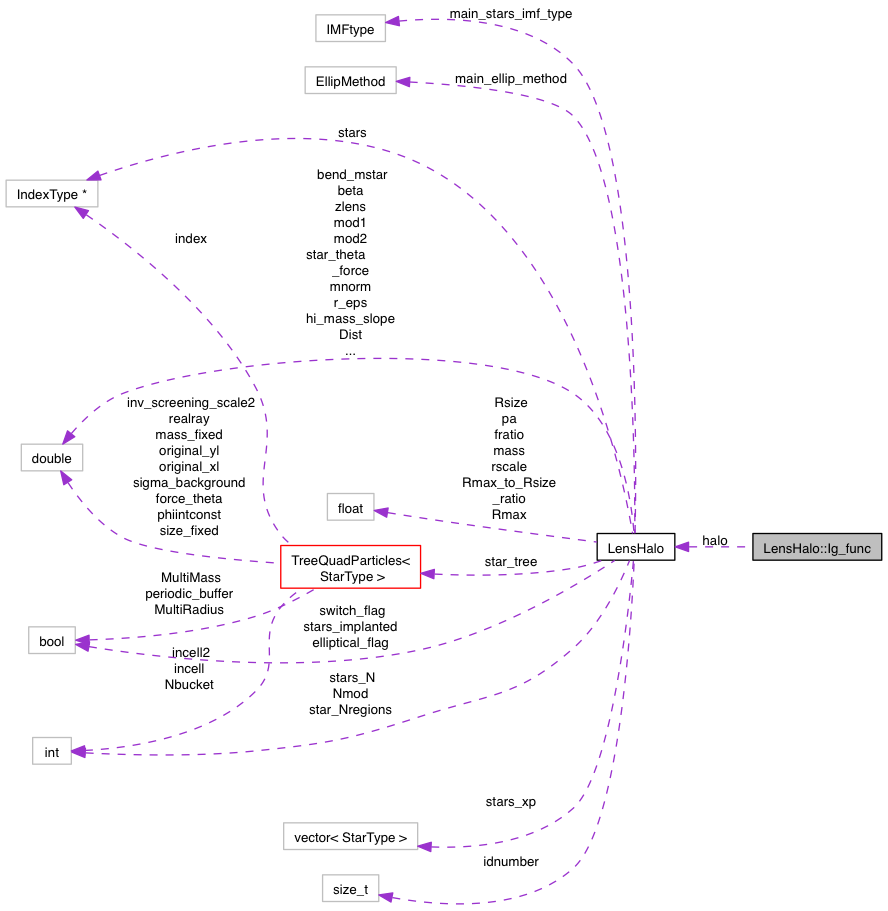 main_stars_imf_type
IMFtype
main_ellip_method
EllipMethod
stars
IndexType *
index
bend_mstar
beta
zlens
mod1
mod2
star_theta
_force
mnorm
r_eps
hi_mass_slope
Dist
...
inv_screening_scale2
realray
mass_fixed
original_yl
original_xl
sigma_background
force_theta
phiintconst
size_fixed
double
Rsize
pa
fratio
mass
rscale
Rmax_to_Rsize
_ratio
Rmax
float
halo
LensHalo
LensHalo::lg_func
star_tree
TreeQuadParticles<
StarType >
MultiMass
periodic_buffer
MultiRadius
switch_flag
stars_implanted
elliptical_flag
bool
incell2
incell
Nbucket
stars_N
Nmod
star_Nregions
int
stars_xp
vector< StarType >
idnumber
size_t